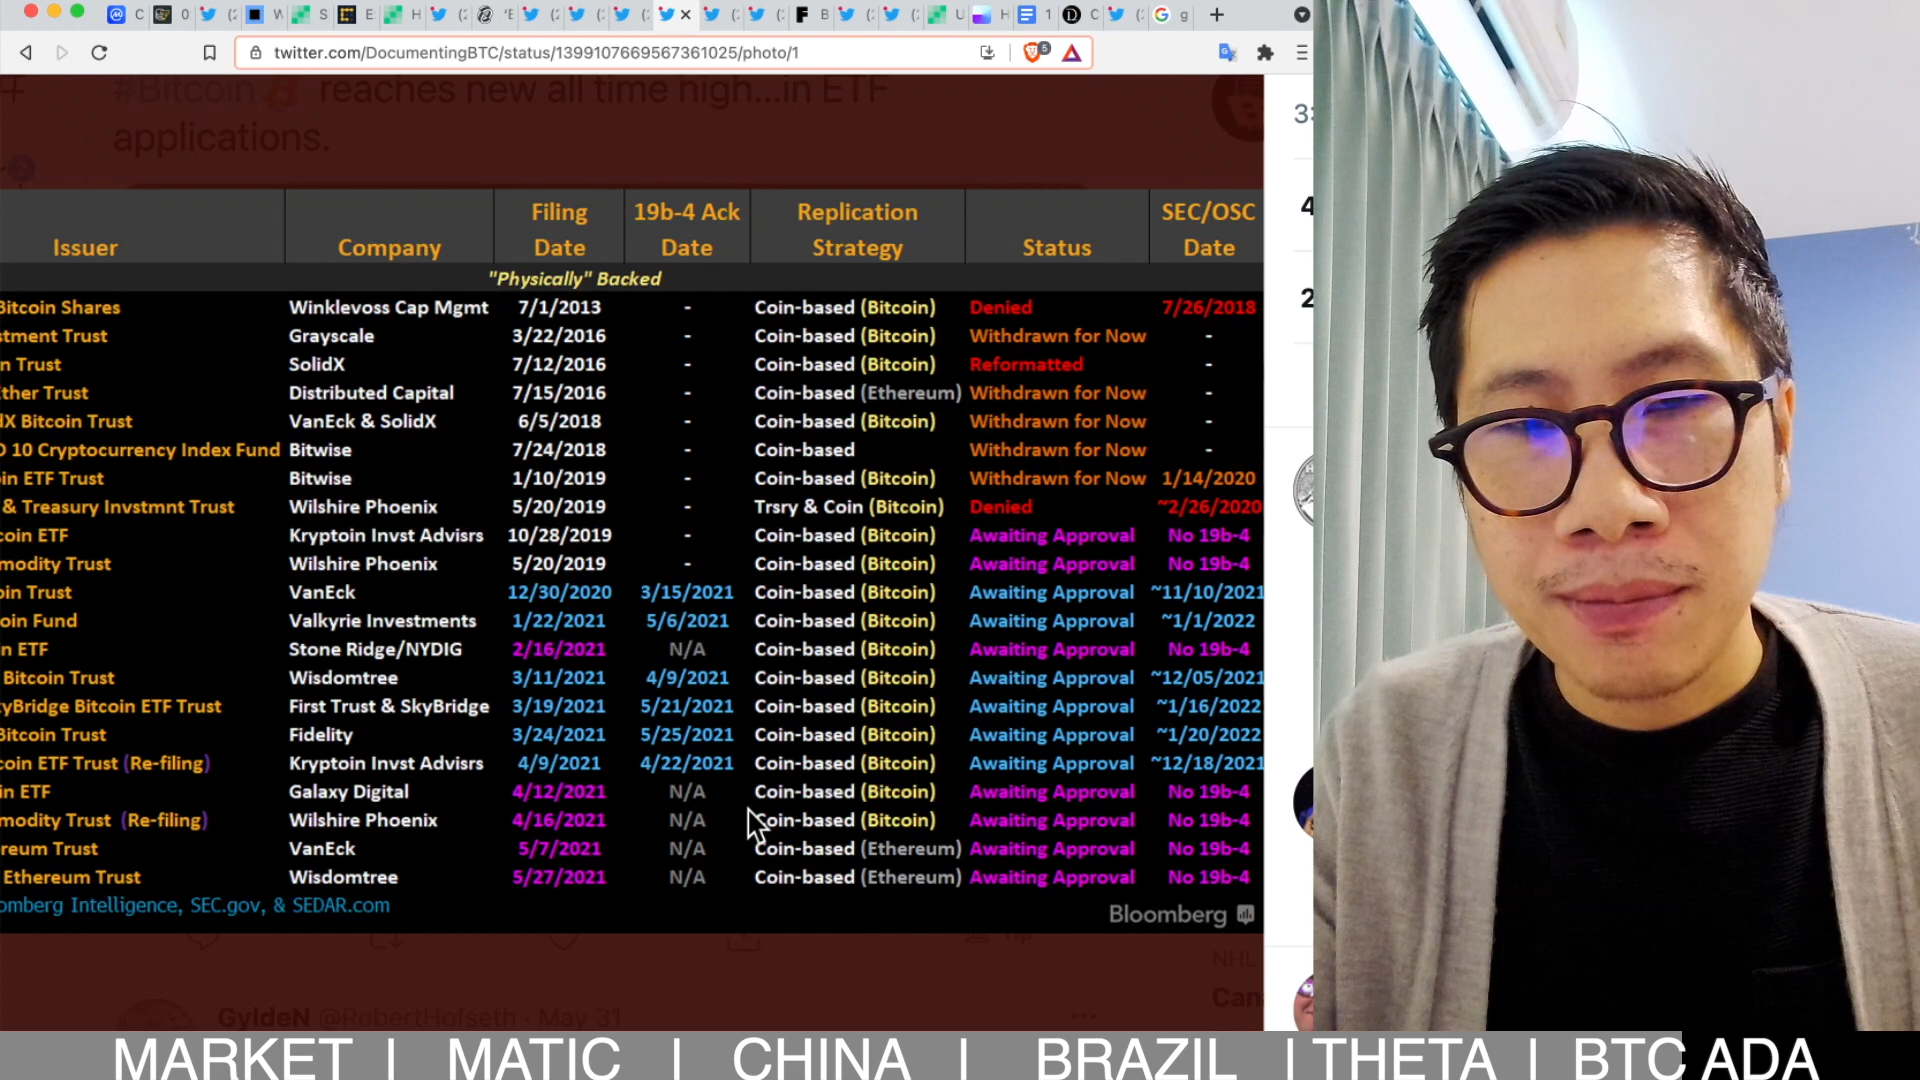 twitter.com/DocumentingBTC/status/1399107669567361025/photo/1
5
#Bitcoin reaches new all time high...in ETF
applications.
Issuer Company Filing Date 19b-4 Ack Date Replication Strategy Status SEC/OSC Date
"Physically" Backed
Bitcoin Shares Winklevoss Cap Mgmt 7/1/2013 - Coin-based (Bitcoin) Denied 7/26/2018
stment Trust Grayscale 3/22/2016 - Coin-based (Bitcoin) Withdrawn for Now -
n Trust SolidX 7/12/2016 - Coin-based (Bitcoin) Reformatted -
Ether Trust Distributed Capital 7/15/2016 - Coin-based (Ethereum) Withdrawn for Now -
dX Bitcoin Trust VanEck & SolidX 6/5/2018 - Coin-based (Bitcoin) Withdrawn for Now -
D 10 Cryptocurrency Index Fund Bitwise 7/24/2018 - Coin-based Withdrawn for Now -
oin ETF Trust Bitwise 1/10/2019 - Coin-based (Bitcoin) Withdrawn for Now 1/14/2020
& Treasury Invstmnt Trust Wilshire Phoenix 5/20/2019 - Trsry & Coin (Bitcoin) Denied ~2/26/2020
coin ETF Kryptoin Invst Advisrs 10/28/2019 - Coin-based (Bitcoin) Awaiting Approval No 19b-4
modity Trust Wilshire Phoenix 5/20/2019 - Coin-based (Bitcoin) Awaiting Approval No 19b-4
oin Trust VanEck 12/30/2020 3/15/2021 Coin-based (Bitcoin) Awaiting Approval ~11/10/2021
coin Fund Valkyrie Investments 1/22/2021 5/6/2021 Coin-based (Bitcoin) Awaiting Approval ~1/1/2022
n ETF Stone Ridge/NYDIG 2/16/2021 N/A Coin-based (Bitcoin) Awaiting Approval No 19b-4
Bitcoin Trust Wisdomtree 3/11/2021 4/9/2021 Coin-based (Bitcoin) Awaiting Approval ~12/05/2021
kyBridge Bitcoin ETF Trust First Trust & SkyBridge 3/19/2021 5/21/2021 Coin-based (Bitcoin) Awaiting Approval ~1/16/2022
Bitcoin Trust Fidelity 3/24/2021 5/25/2021 Coin-based (Bitcoin) Awaiting Approval ~1/20/2022
coin ETF Trust (Re-filing) Kryptoin Invst Advisrs 4/9/2021 4/22/2021 Coin-based (Bitcoin) Awaiting Approval ~12/18/2021
in ETF Galaxy Digital 4/12/2021 N/A Coin-based (Bitcoin) Awaiting Approval No 19b-4
modity Trust (Re-filing) Wilshire Phoenix 4/16/2021 N/A Coin-based (Bitcoin) Awaiting Approval No 19b-4
reum Trust VanEck 5/7/2021 N/A Coin-based (Ethereum) Awaiting Approval No 19b-4
Ethereum Trust Wisdomtree 5/27/2021 N/A Coin-based (Ethereum) Awaiting Approval No 19b-4
omberg Intelligence, SEC.gov, & SEDAR.com
Bloomberg
NHL
GyldeN @RobertHofseth · May 31
MARKET | MATIC | CHINA | BRAZIL | THETA | BTC ADA